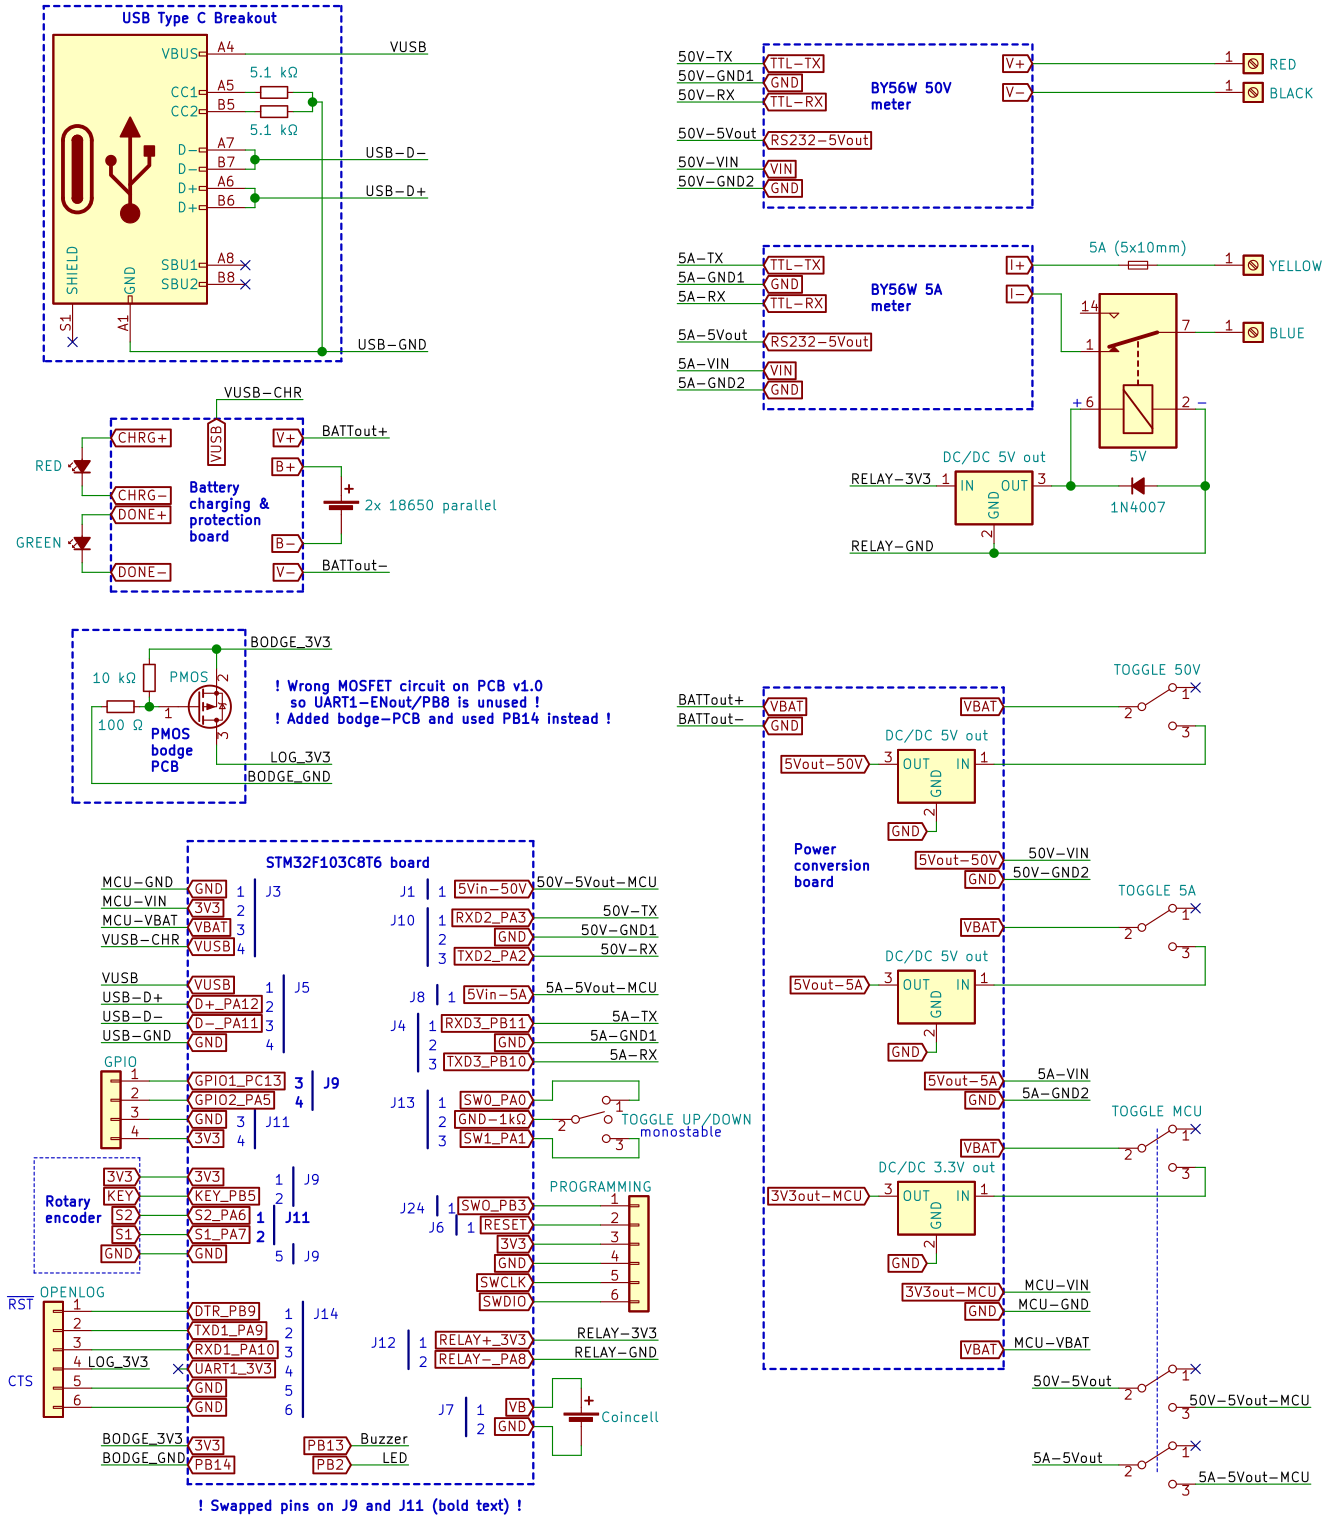 USB Type C Breakout
VBUS
A4
VUSB
5.1 kΩ
CC1
A5
CC2
B5
5.1 kΩ
D-
A7
D-
B7
USB-D-
D+
A6
D+
B6
USB-D+
SBU1
A8
SBU2
B8
SHIELD
GND
S1
A1
USB-GND
VUSB-CHR
VUSB
CHRG+
RED
CHRG-
DONE+
GREEN
DONE-
Battery
charging &
protection
board
V+
BATTout+
B+
+
2x 18650 parallel
B-
V-
BATTout-
BODGE_3V3
10 kΩ
PMOS
2
1
3
100 Ω
PMOS
bodge
PCB
LOG_3V3
BODGE_GND
! Wrong MOSFET circuit on PCB v1.0
so UART1-ENout/PB8 is unused !
! Added bodge-PCB and used PB14 instead !
50V-TX
TTL-TX
50V-GND1
GND
50V-RX
TTL-RX
50V-5Vout
RS232-5Vout
50V-VIN
VIN
50V-GND2
GND
BY56W 50V
meter
V+
1
RED
V-
1
BLACK
5A-TX
TTL-TX
5A-GND1
GND
5A-RX
TTL-RX
5A-5Vout
RS232-5Vout
5A-VIN
VIN
5A-GND2
GND
BY56W 5A
meter
I+
5A (5x10mm)
1
YELLOW
I-
14
1
7
1
BLUE
+
6
2
-
5V
DC/DC 5V out
RELAY-3V3
1
IN
OUT
3
GND
2
1N4007
RELAY-GND
BATTout+
VBAT
BATTout-
GND
Power
conversion
board
VBAT
TOGGLE 50V
2
1
3
DC/DC 5V out
5Vout-50V
3
OUT
IN
1
GND
2
GND
5Vout-50V
50V-VIN
GND
50V-GND2
VBAT
TOGGLE 5A
2
1
3
DC/DC 5V out
5Vout-5A
3
OUT
IN
1
GND
2
GND
5Vout-5A
5A-VIN
GND
5A-GND2
VBAT
TOGGLE MCU
2
1
3
DC/DC 3.3V out
3V3out-MCU
3
OUT
IN
1
GND
2
GND
3V3out-MCU
MCU-VIN
GND
MCU-GND
VBAT
MCU-VBAT
50V-5Vout
2
1
3
50V-5Vout-MCU
5A-5Vout
2
1
3
5A-5Vout-MCU
STM32F103C8T6 board
MCU-GND
GND
1
J3
MCU-VIN
3V3
2
MCU-VBAT
VBAT
3
VUSB-CHR
VUSB
4
VUSB
VUSB
1
J5
USB-D+
D+_PA12
2
USB-D-
D-_PA11
3
USB-GND
GND
4
GPIO
1
GPIO1_PC13
3
J9
2
GPIO2_PA5
4
3
GND
3
J11
4
3V3
4
Rotary
encoder
3V3
3V3
1
J9
KEY
KEY_PB5
2
S2
S2_PA6
1
J11
S1
S1_PA7
2
GND
GND
5
J9
OPENLOG
RST
1
DTR_PB9
1
J14
2
TXD1_PA9
2
3
RXD1_PA10
3
4
LOG_3V3
UART1_3V3
4
CTS
5
GND
5
6
GND
6
BODGE_3V3
3V3
BODGE_GND
PB14
PB13
Buzzer
PB2
LED
J1
1
5Vin-50V
50V-5Vout-MCU
J10
1
RXD2_PA3
50V-TX
2
GND
50V-GND1
3
TXD2_PA2
50V-RX
J8
1
5Vin-5A
5A-5Vout-MCU
J4
1
RXD3_PB11
5A-TX
2
GND
5A-GND1
3
TXD3_PB10
5A-RX
J13
1
SW0_PA0
2
GND-1kΩ
3
SW1_PA1
2
1
3
TOGGLE UP/DOWN
monostable
PROGRAMMING
J24
1
SWO_PB3
1
J6
1
RESET
2
3V3
3
GND
4
SWCLK
5
SWDIO
6
J12
1
RELAY+_3V3
RELAY-3V3
2
RELAY-_PA8
RELAY-GND
J7
1
VB
2
GND
+
Coincell
! Swapped pins on J9 and J11 (bold text) !